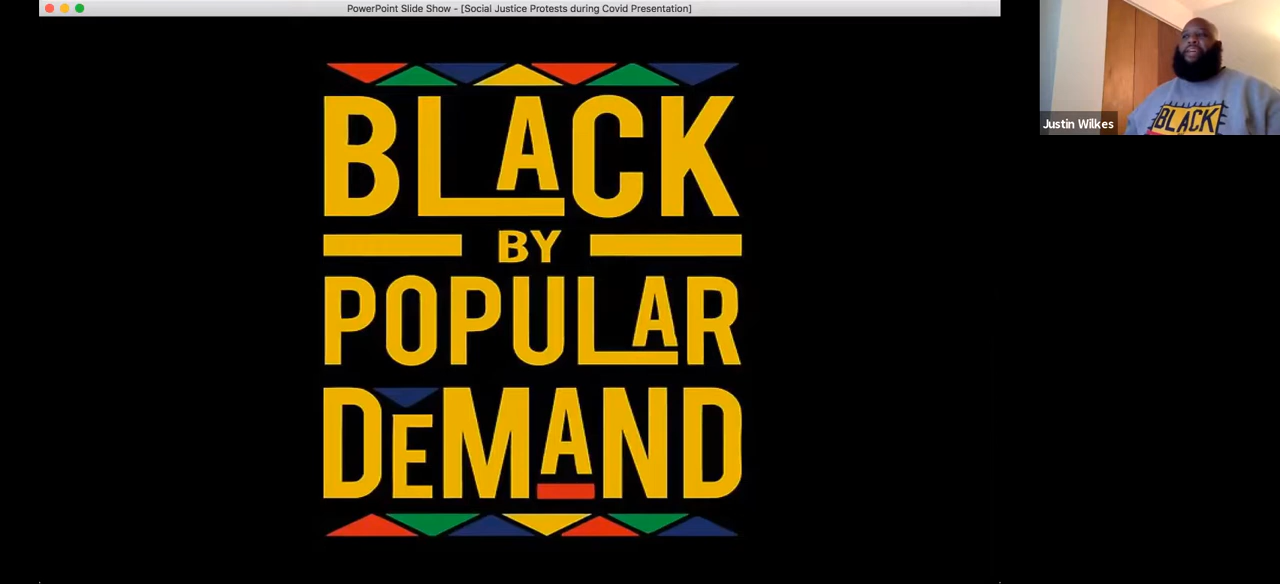 PowerPoint Slide Show - [Social Justice Protests during Covid Presentation]
BLACK
BY
POPULAR
DEMAND
Justin Wilkes
BLACK